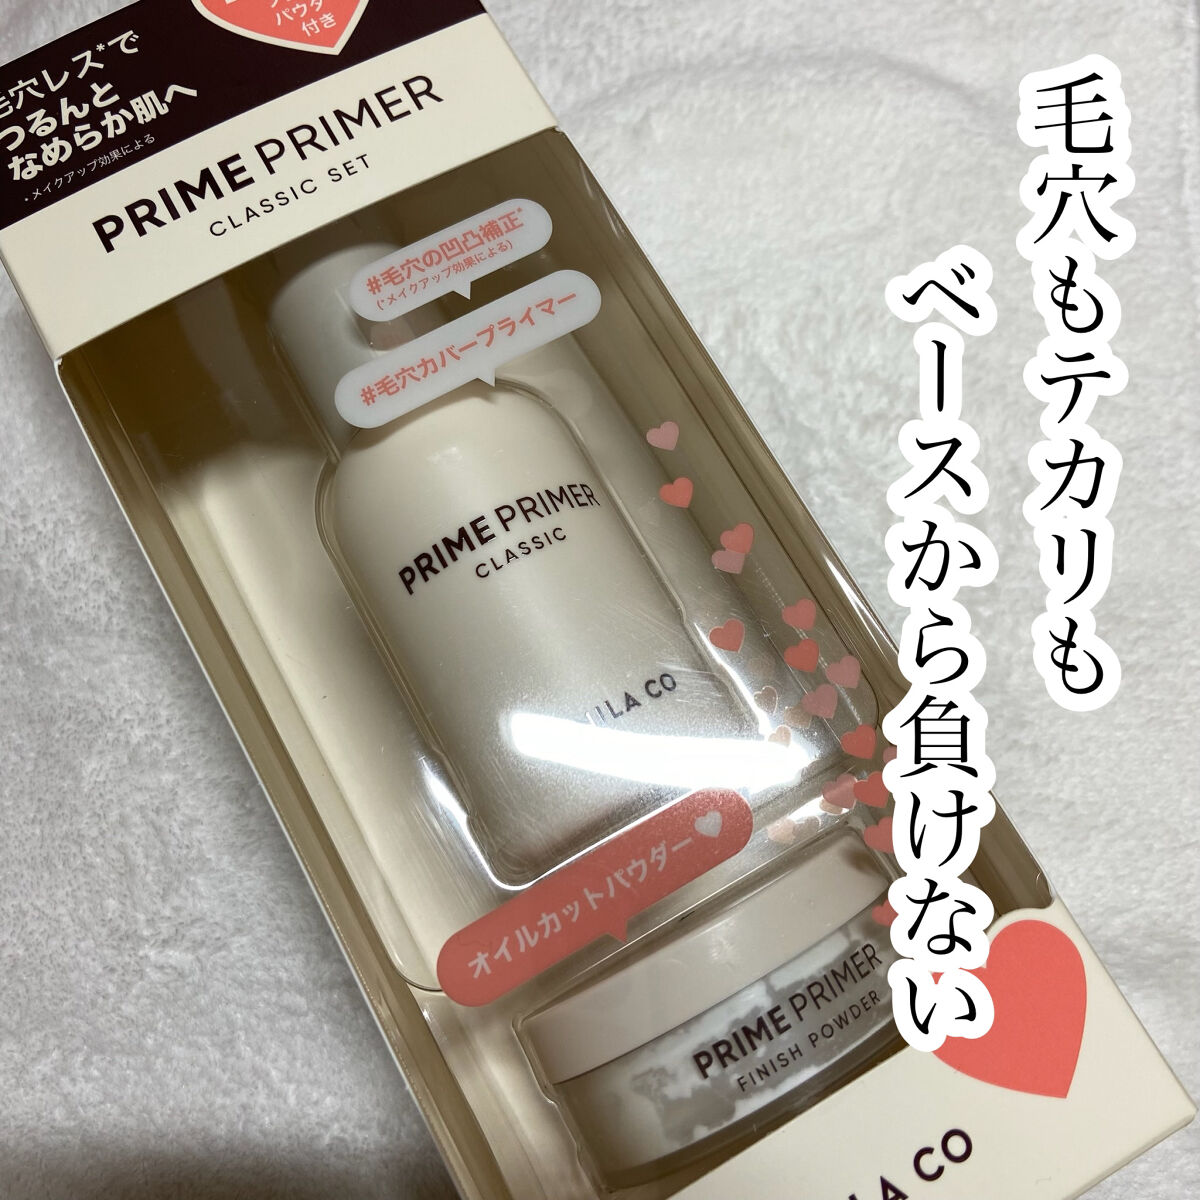 パウダー
付き
毛穴レス*で
つるんと
なめらか肌へ
*メイクアップ効果による
PRIME PRIMER
CLASSIC SET
#毛穴の凹凸補正*
(*メイクアップ効果による)
#毛穴カバープライマー
PRIME PRIMER
CLASSIC
ILA CO
オイルカットパウダー
PRIME PRIMER
FINISH POWDER
LA CO
毛穴もテカリも
ベースから負けない